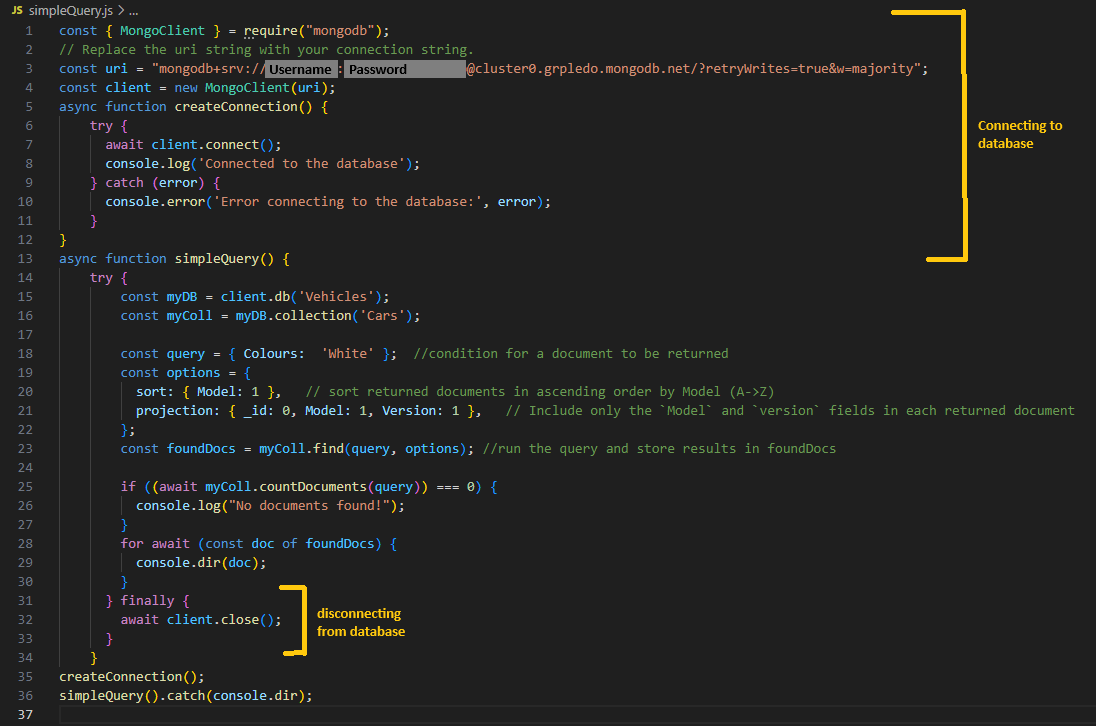 JS simpleQuery.js > ...
1 const { MongoClient } = require("mongodb");
2 // Replace the uri string with your connection string.
3 const uri = "mongodb+srv://Username:Password@cluster0.grpledo.mongodb.net/?retryWrites=true&w=majority";
4 const client = new MongoClient(uri);
5 async function createConnection() {
6     try {
7       await client.connect();
8       console.log('Connected to the database');
9     } catch (error) {
10       console.error('Error connecting to the database:', error);
11     }
12 }
Connecting to
database
13 async function simpleQuery() {
14     try {
15         const myDB = client.db('Vehicles');
16         const myColl = myDB.collection('Cars');
17
18         const query = { Colours:  'White' };  //condition for a document to be returned
19         const options = {
20           sort: { Model: 1 },   // sort returned documents in ascending order by Model (A->Z)
21           projection: { _id: 0, Model: 1, Version: 1 },   // Include only the `Model` and `version` fields in each returned document
22         };
23         const foundDocs = myColl.find(query, options); //run the query and store results in foundDocs
24
25         if ((await myColl.countDocuments(query)) === 0) {
26           console.log("No documents found!");
27         }
28         for await (const doc of foundDocs) {
29           console.dir(doc);
30         }
31       } finally {
32         await client.close();
33       }
disconnecting
from database
34     }
35 createConnection();
36 simpleQuery().catch(console.dir);
37